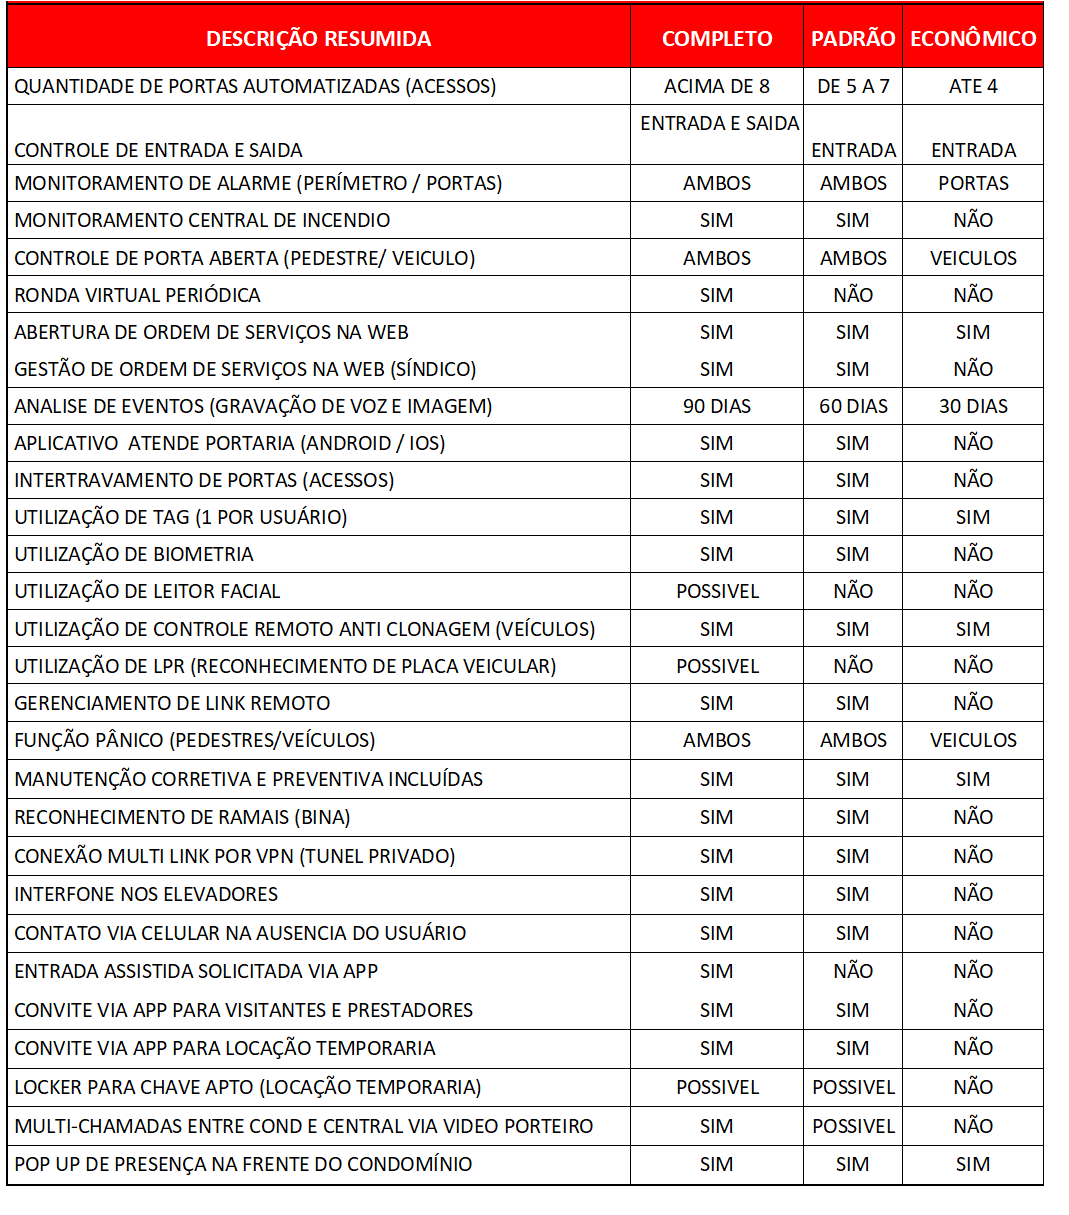 DESCRIÇÃO RESUMIDA COMPLETO PADRÃO ECONÔMICO
QUANTIDADE DE PORTAS AUTOMATIZADAS (ACESSOS) ACIMA DE 8 DE 5 A 7 ATE 4
CONTROLE DE ENTRADA E SAIDA ENTRADA E SAIDA ENTRADA ENTRADA
MONITORAMENTO DE ALARME (PERÍMETRO / PORTAS) AMBOS AMBOS PORTAS
MONITORAMENTO CENTRAL DE INCENDIO SIM SIM NÃO
CONTROLE DE PORTA ABERTA (PEDESTRE/ VEICULO) AMBOS AMBOS VEICULOS
RONDA VIRTUAL PERIÓDICA SIM NÃO NÃO
ABERTURA DE ORDEM DE SERVIÇOS NA WEB SIM SIM SIM
GESTÃO DE ORDEM DE SERVIÇOS NA WEB (SÍNDICO) SIM SIM NÃO
ANALISE DE EVENTOS (GRAVAÇÃO DE VOZ E IMAGEM) 90 DIAS 60 DIAS 30 DIAS
APLICATIVO ATENDE PORTARIA (ANDROID / IOS) SIM SIM NÃO
INTERTRAVAMENTO DE PORTAS (ACESSOS) SIM SIM NÃO
UTILIZAÇÃO DE TAG (1 POR USUÁRIO) SIM SIM SIM
UTILIZAÇÃO DE BIOMETRIA SIM SIM NÃO
UTILIZAÇÃO DE LEITOR FACIAL POSSIVEL NÃO NÃO
UTILIZAÇÃO DE CONTROLE REMOTO ANTI CLONAGEM (VEÍCULOS) SIM SIM SIM
UTILIZAÇÃO DE LPR (RECONHECIMENTO DE PLACA VEICULAR) POSSIVEL NÃO NÃO
GERENCIAMENTO DE LINK REMOTO SIM SIM NÃO
FUNÇÃO PÂNICO (PEDESTRES/VEÍCULOS) AMBOS AMBOS VEICULOS
MANUTENÇÃO CORRETIVA E PREVENTIVA INCLUÍDAS SIM SIM SIM
RECONHECIMENTO DE RAMAIS (BINA) SIM SIM NÃO
CONEXÃO MULTI LINK POR VPN (TUNEL PRIVADO) SIM SIM NÃO
INTERFONE NOS ELEVADORES SIM SIM NÃO
CONTATO VIA CELULAR NA AUSENCIA DO USUÁRIO SIM SIM NÃO
ENTRADA ASSISTIDA SOLICITADA VIA APP SIM NÃO NÃO
CONVITE VIA APP PARA VISITANTES E PRESTADORES SIM SIM NÃO
CONVITE VIA APP PARA LOCAÇÃO TEMPORARIA SIM SIM NÃO
LOCKER PARA CHAVE APTO (LOCAÇÃO TEMPORARIA) POSSIVEL POSSIVEL NÃO
MULTI-CHAMADAS ENTRE COND E CENTRAL VIA VIDEO PORTEIRO SIM POSSIVEL NÃO
POP UP DE PRESENÇA NA FRENTE DO CONDOMÍNIO SIM SIM SIM